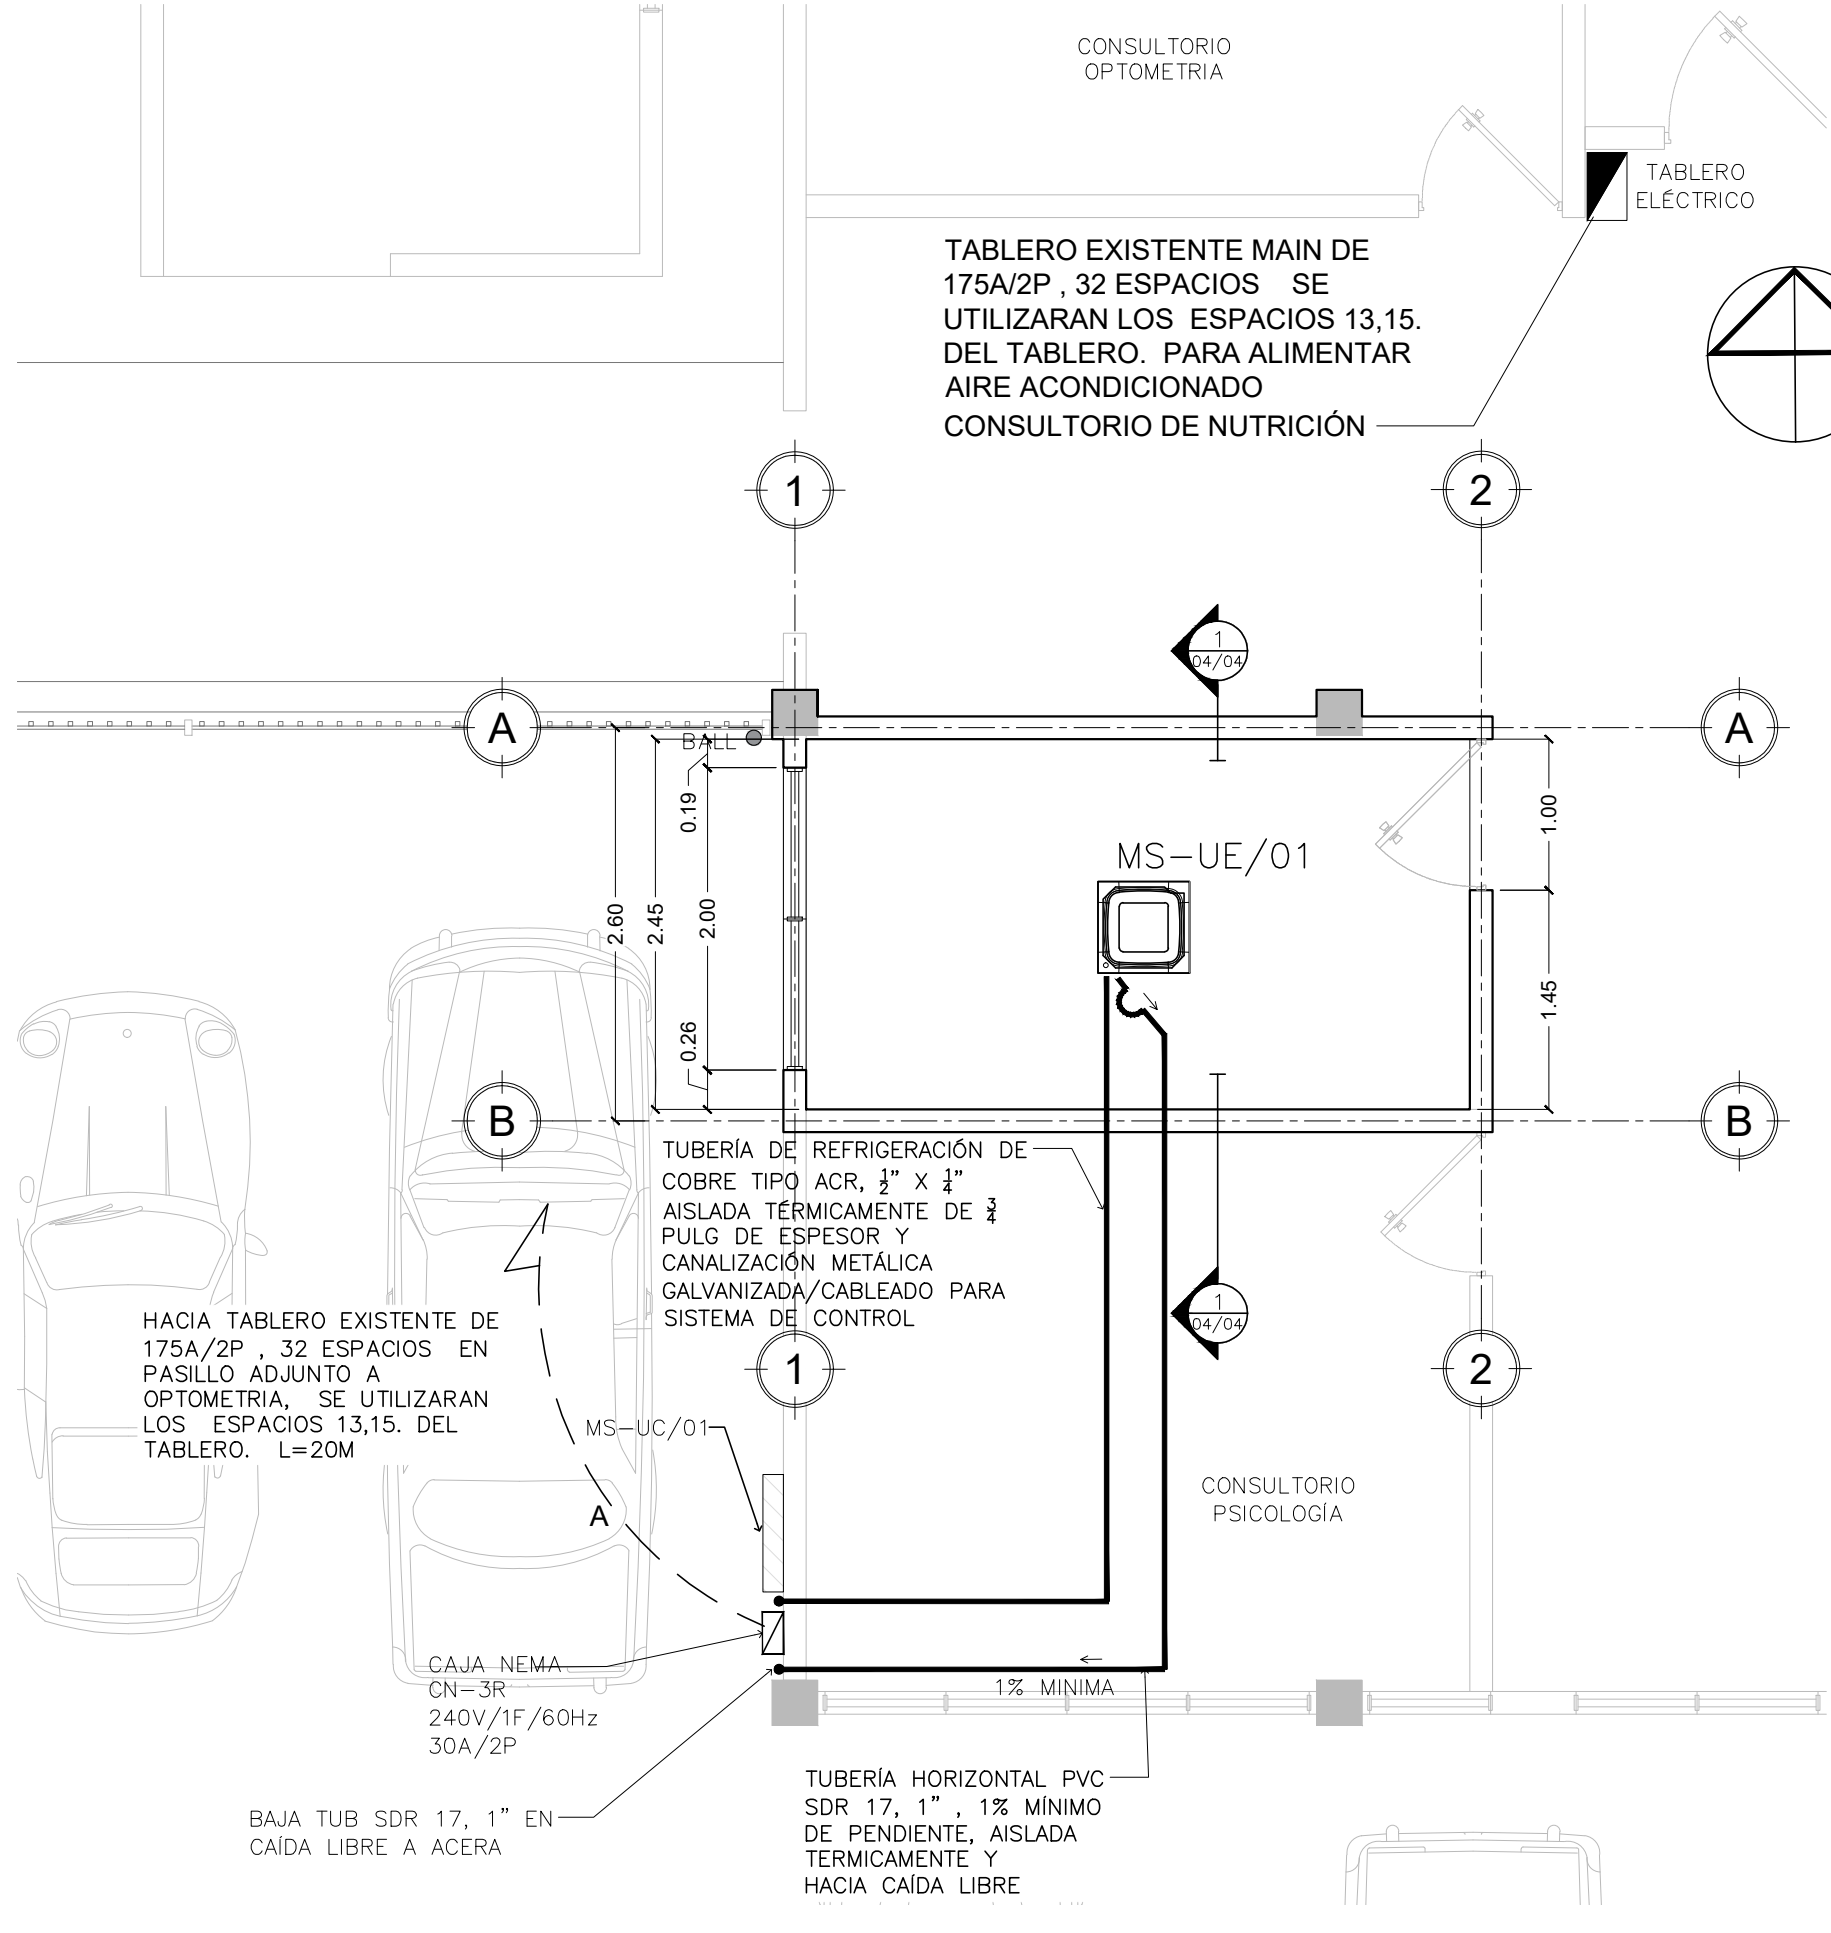 CONSULTORIO
OPTOMETRIA
TABLERO
ELÉCTRICO
TABLERO EXISTENTE MAIN DE
175A/2P , 32 ESPACIOS SE
UTILIZARAN LOS ESPACIOS 13,15.
DEL TABLERO. PARA ALIMENTAR
AIRE ACONDICIONADO
CONSULTORIO DE NUTRICIÓN
1
2
1
04/04
A
A
BALL
0.19
1.00
MS-UE/01
2.60
2.45
2.00
0.26
1.45
B
B
TUBERÍA DE REFRIGERACIÓN DE
COBRE TIPO ACR, 1/2" X 1/4"
AISLADA TÉRMICAMENTE DE 3/4
PULG DE ESPESOR Y
CANALIZACIÓN METÁLICA
GALVANIZADA/CABLEADO PARA
SISTEMA DE CONTROL
1
04/04
HACIA TABLERO EXISTENTE DE
175A/2P , 32 ESPACIOS EN
PASILLO ADJUNTO A
OPTOMETRIA, SE UTILIZARAN
LOS ESPACIOS 13,15. DEL
TABLERO. L=20M
1
2
MS-UC/01
A
CONSULTORIO
PSICOLOGÍA
CAJA NEMA
CN-3R
240V/1F/60Hz
30A/2P
1% MINIMA
BAJA TUB SDR 17, 1" EN
CAÍDA LIBRE A ACERA
TUBERÍA HORIZONTAL PVC
SDR 17, 1" , 1% MÍNIMO
DE PENDIENTE, AISLADA
TERMICAMENTE Y
HACIA CAÍDA LIBRE